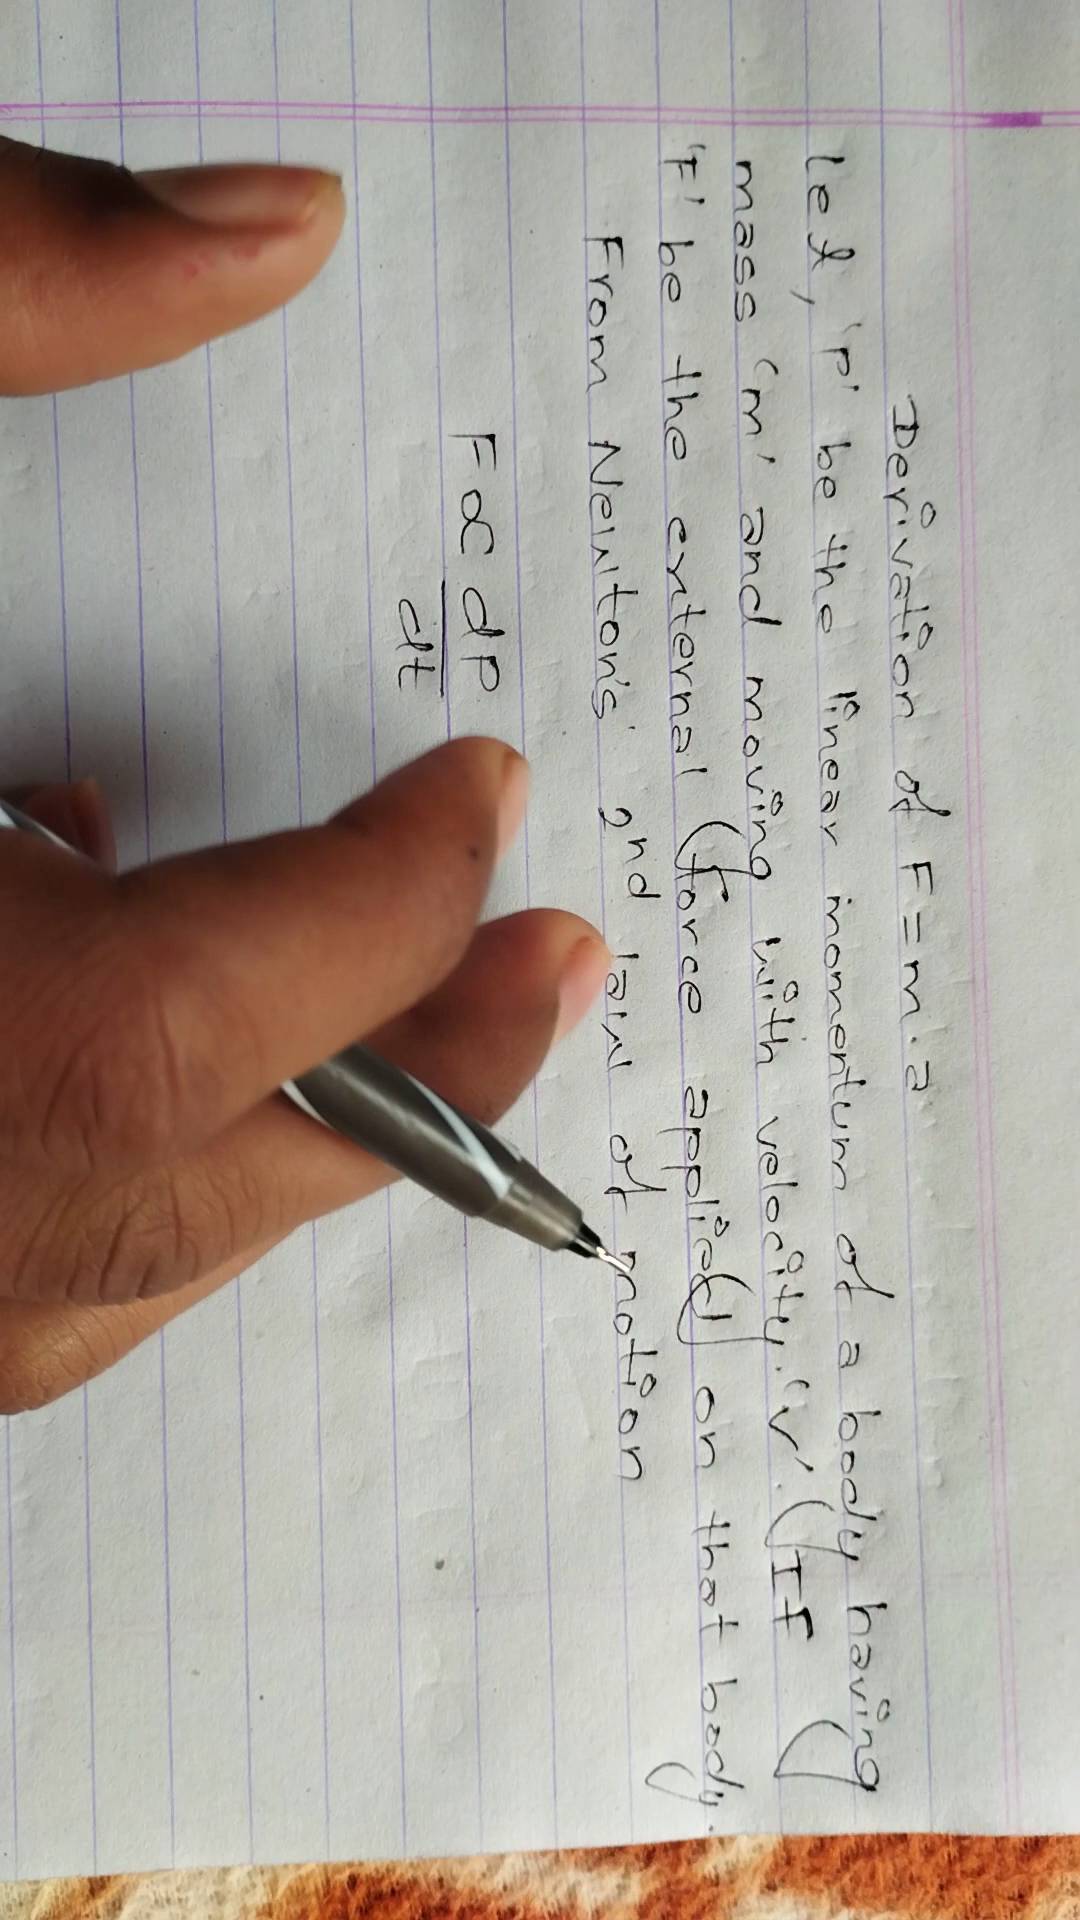 Derivation of F=m.a
let, 'p' be the linear momentum of a body having
mass 'm' and moving with velocity. 'v'. (If
'F' be the external force applied on that body.
From Newton's 2nd law of motion
F∝ dP
dt